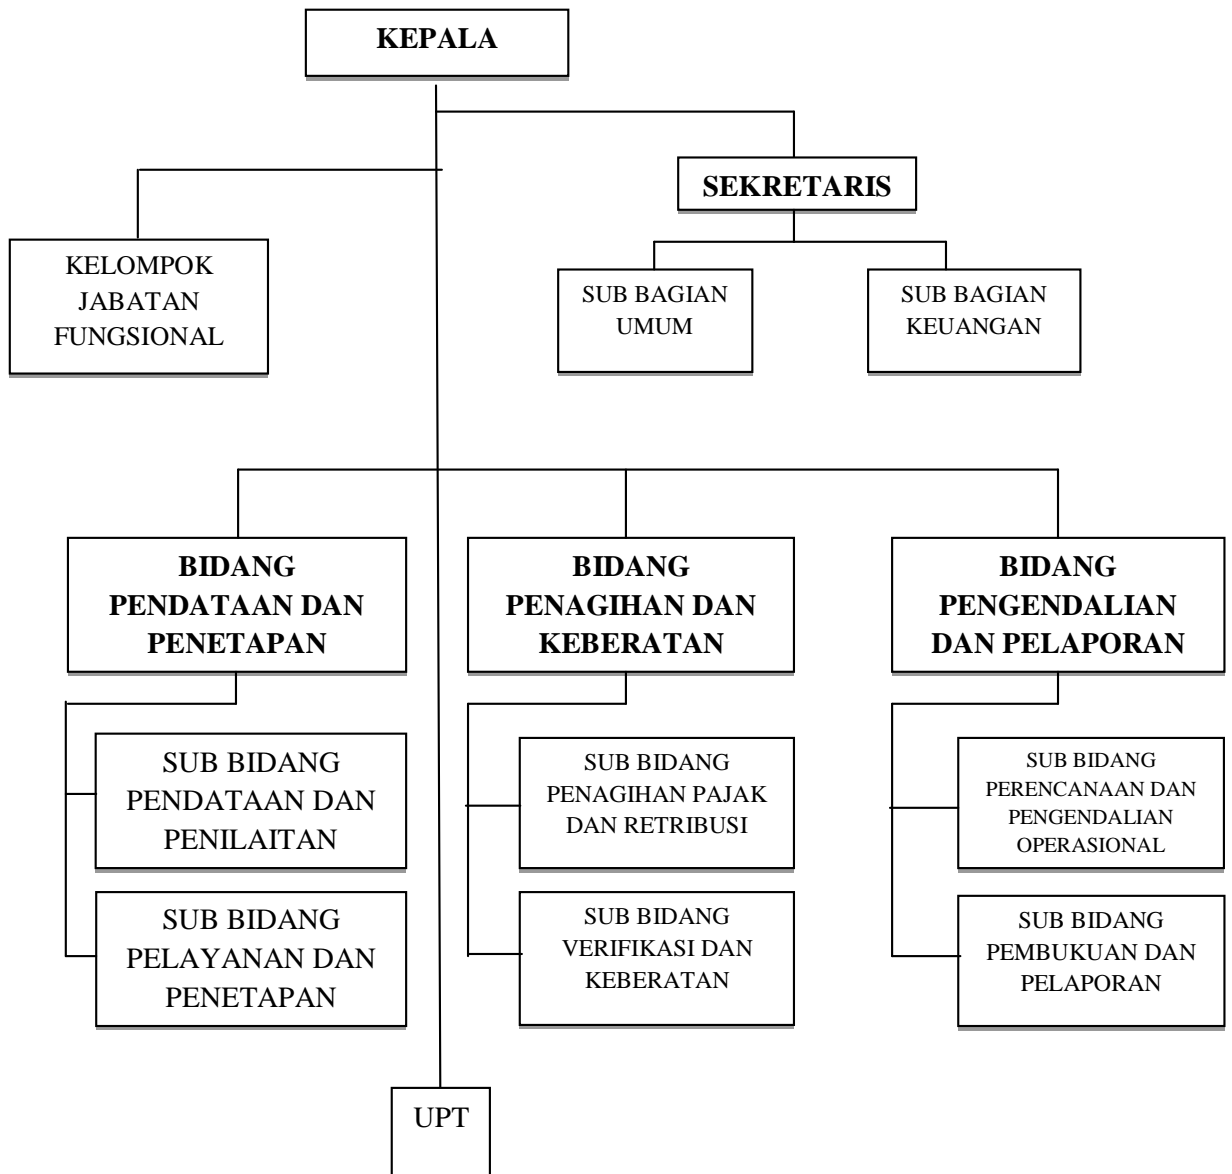 KEPALA
SEKRETARIS
KELOMPOK
JABATAN
FUNGSIONAL
SUB BAGIAN
UMUM
SUB BAGIAN
KEUANGAN
BIDANG
PENDATAAN DAN
PENETAPAN
BIDANG
PENAGIHAN DAN
KEBERATAN
BIDANG
PENGENDALIAN
DAN PELAPORAN
SUB BIDANG
PENDATAAN DAN
PENILAITAN
SUB BIDANG
PENAGIHAN PAJAK
DAN RETRIBUSI
SUB BIDANG
PERENCANAAN DAN
PENGENDALIAN
OPERASIONAL
SUB BIDANG
PELAYANAN DAN
PENETAPAN
SUB BIDANG
VERIFIKASI DAN
KEBERATAN
SUB BIDANG
PEMBUKUAN DAN
PELAPORAN
UPT